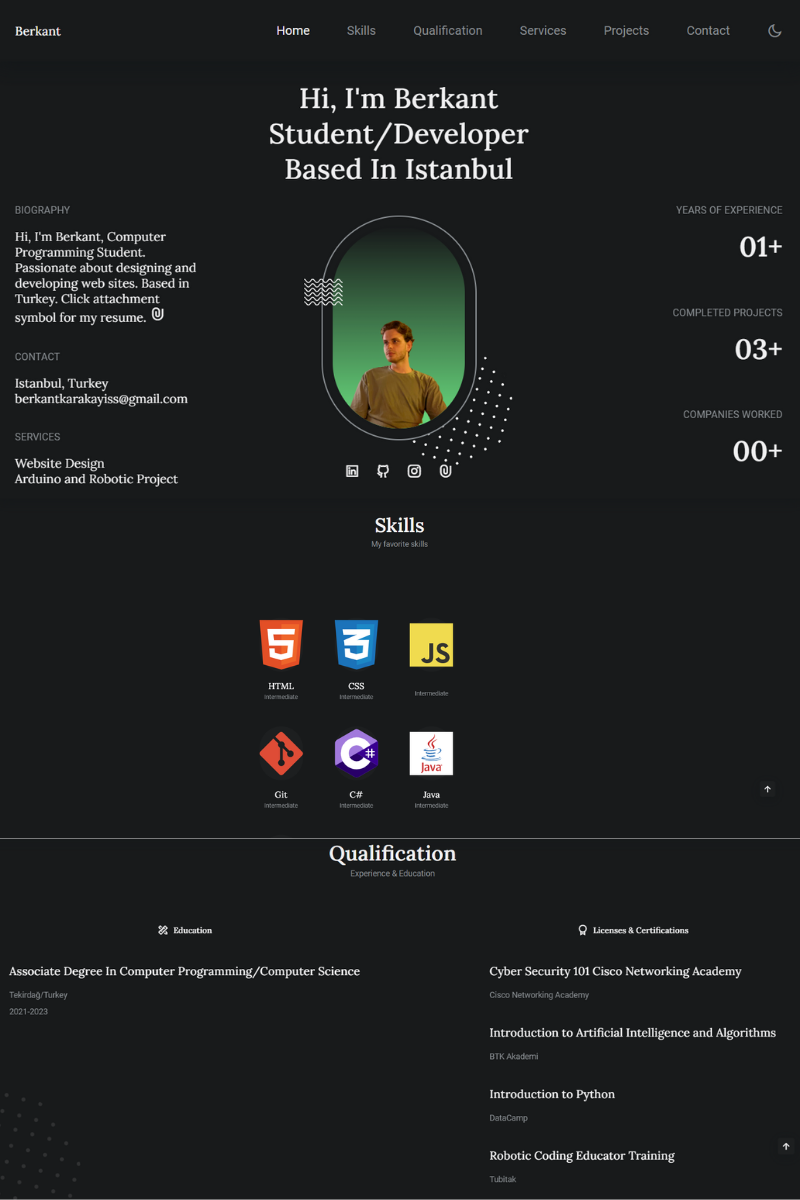 Berkant
Home
Skills
Qualification
Services
Projects
Contact
Hi, I'm Berkant
Student/Developer
Based In Istanbul
BIOGRAPHY
Hi, I'm Berkant, Computer
Programming Student.
Passionate about designing and
developing web sites. Based in
Turkey. Click attachment
symbol for my resume.
CONTACT
Istanbul, Turkey
berkantkarakayiss@gmail.com
SERVICES
Website Design
Arduino and Robotic Project
YEARS OF EXPERIENCE
01+
COMPLETED PROJECTS
03+
COMPANIES WORKED
00+
Skills
My favorite skills
5
3
JS
HTML
CSS
Intermediate
Intermediate
Intermediate
C#
Java
Git
C#
Java
Intermediate
Intermediate
Intermediate
Qualification
Experience & Education
Education
Associate Degree In Computer Programming/Computer Science
Tekirdağ/Turkey
2021-2023
Licenses & Certifications
Cyber Security 101 Cisco Networking Academy
Cisco Networking Academy
Introduction to Artificial Intelligence and Algorithms
BTK Akademi
Introduction to Python
DataCamp
Robotic Coding Educator Training
Tubitak